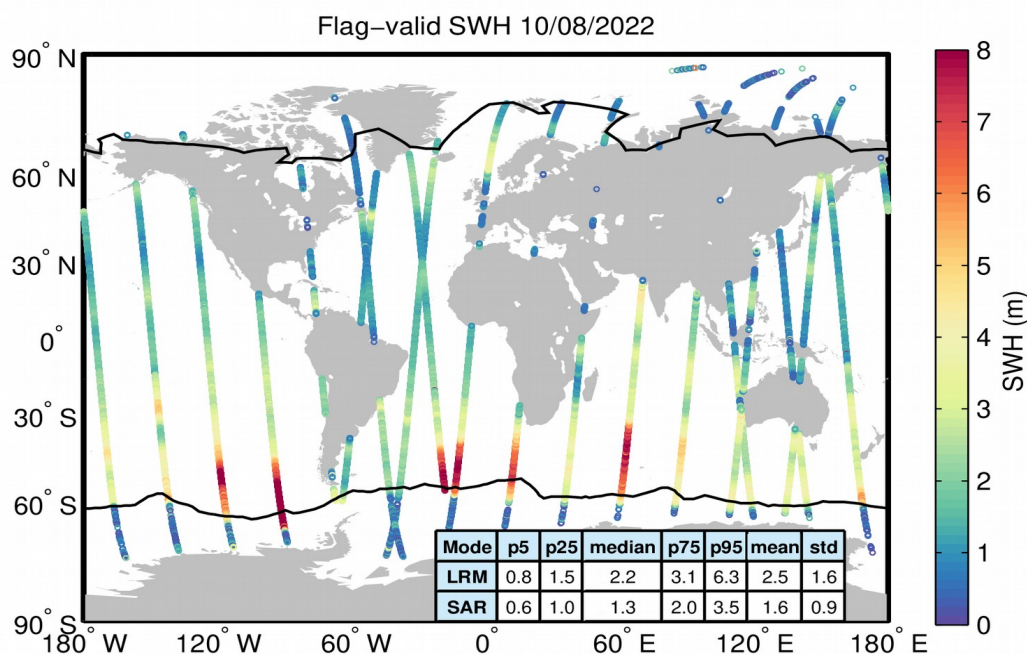 Flag−valid SWH 10/08/2022
90° N
60° N
30° N
0°
30° S
60° S
90° S
180° W
120° W
60° W
0°
60° E
120° E
180° E
8
7
6
5
4
3
2
1
0
SWH (m)
Mode p5 p25 median p75 p95 mean std
LRM 0.8 1.5 2.2 3.1 6.3 2.5 1.6
SAR 0.6 1.0 1.3 2.0 3.5 1.6 0.9